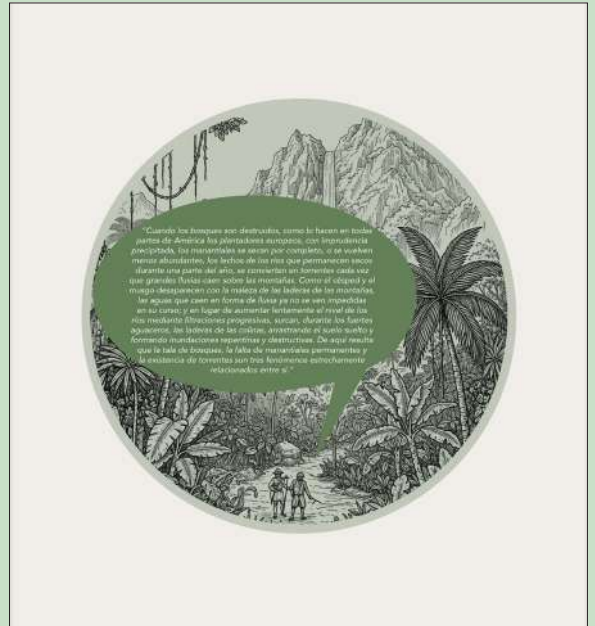 "Cuando los bosques son destruidos, como lo hacen en todas
partes de América los plantadores europeos, con imprudencia
precipitada, los manantiales se secan por completo, o se vuelven
menos abundantes, los lechos de los ríos que permanecen secos
durante una parte del año, se convierten en torrentes cada vez
que grandes lluvias caen sobre las montañas. Como el césped y el
musgo desaparecen con la maleza de las laderas de las montañas,
las aguas que caen en forma de lluvia ya no se ven impedidas
en su curso; y en lugar de aumentar lentamente el nivel de los
ríos mediante filtraciones progresivas, surcan, durante los fuertes
aguaceros, las laderas de las colinas, arrastrando el suelo suelto y
formando inundaciones repentinas y destructivas. De aquí resulta
que la tala de bosques, la falta de manantiales permanentes y
la existencia de torrentes son tres fenómenos estrechamente
relacionados entre sí."